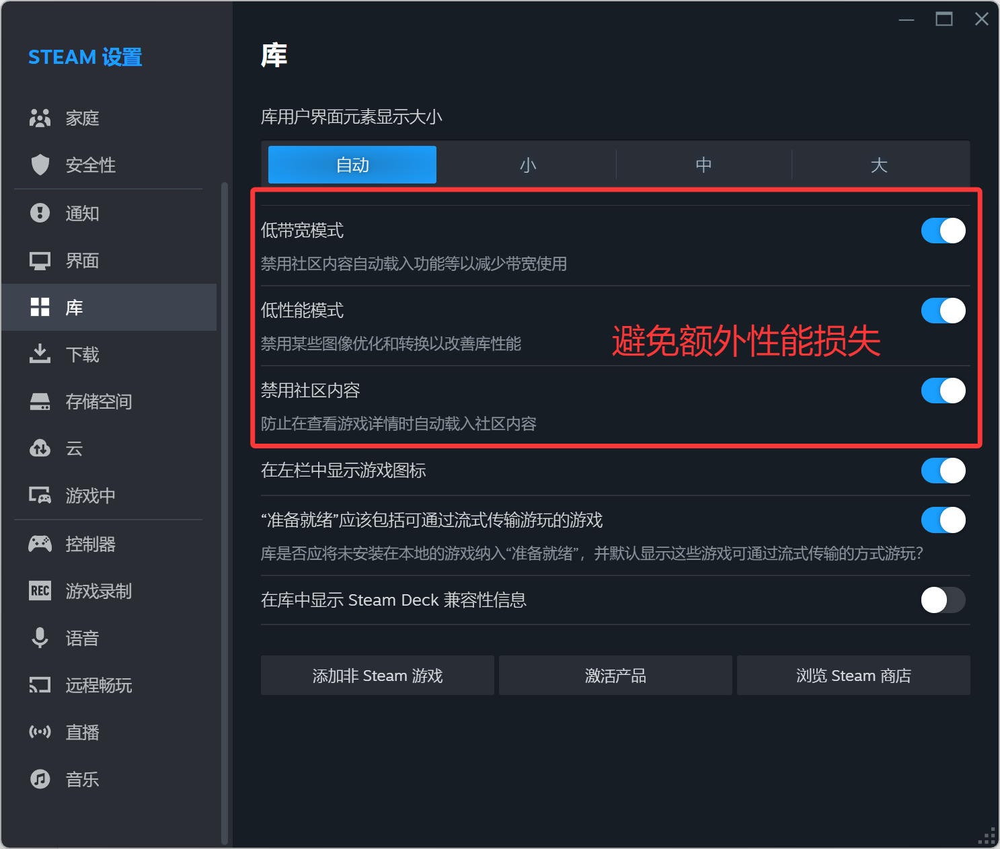 STEAM 设置
家庭
安全性
通知
界面
库
下载
存储空间
云
游戏中
控制器
REC
游戏录制
语音
远程畅玩
直播
音乐
库
库用户界面元素显示大小
自动
小
中
大
低带宽模式
禁用社区内容自动载入功能等以减少带宽使用
低性能模式
禁用某些图像优化和转换以改善库性能
避免额外性能损失
禁用社区内容
防止在查看游戏详情时自动载入社区内容
在左栏中显示游戏图标
“准备就绪”应该包括可通过流式传输游玩的游戏
库是否应将未安装在本地的游戏纳入“准备就绪”，并默认显示这些游戏可通过流式传输的方式游玩？
在库中显示 Steam Deck 兼容性信息
添加非 Steam 游戏
激活产品
浏览 Steam 商店